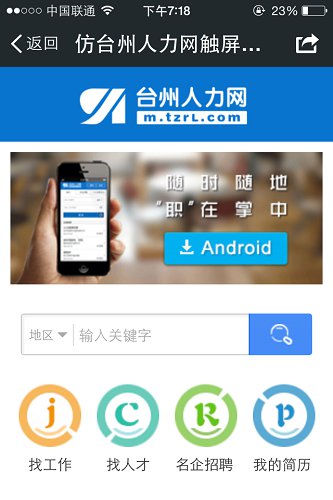 中国联通 下午7:18 23%
返回 仿台州人力网触屏...
台州人力网
m.tzrl.com
随时随地
"职"在掌中
Android
地区 输入关键字
j C R p
找工作 找人才 名企招聘 我的简历